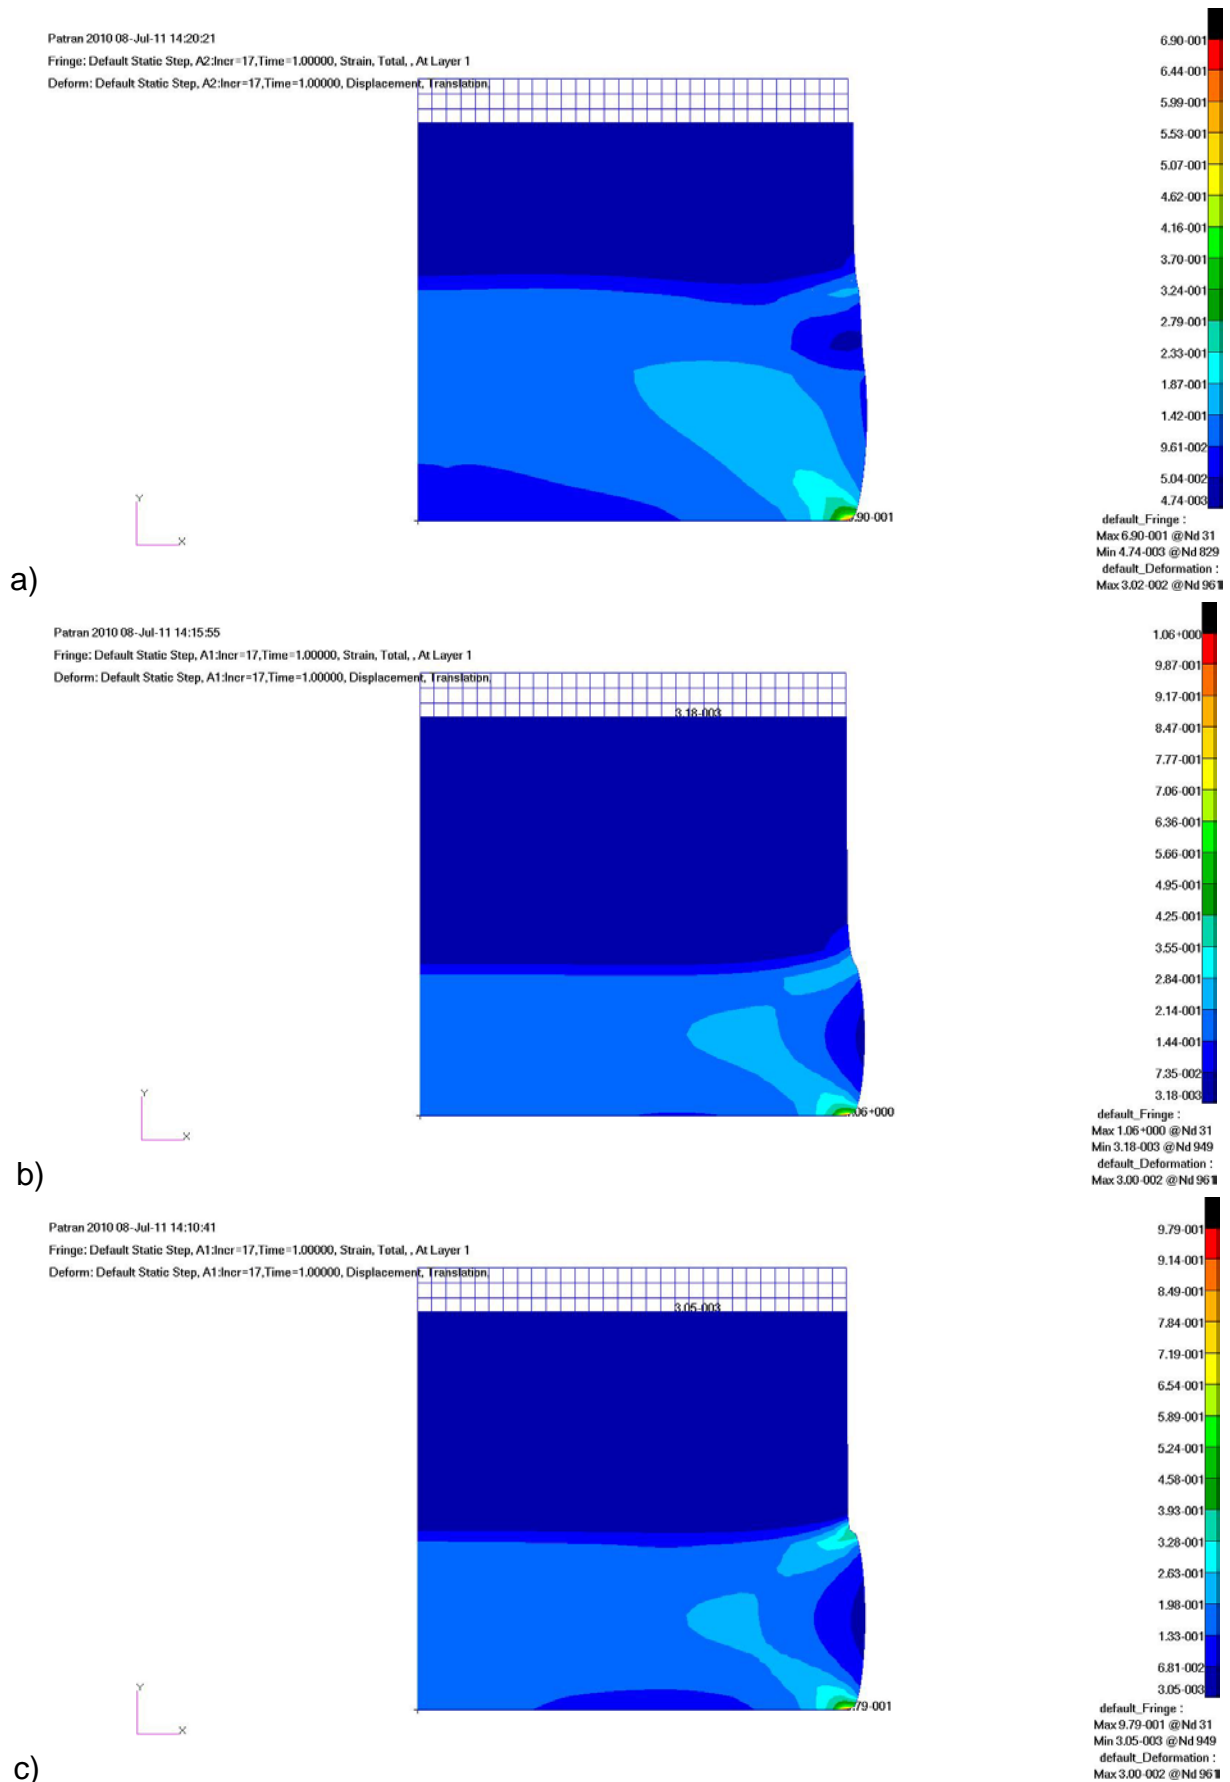 Patran 2010 08-Jul-11 14:20:21
Fringe: Default Static Step, A2:Incr=17,Time=1.00000, Strain, Total, , At Layer 1
Deform: Default Static Step, A2:Incr=17,Time=1.00000, Displacement, Translation,
6.90-001
6.44-001
5.99-001
5.53-001
5.07-001
4.62-001
4.16-001
3.70-001
3.24-001
2.79-001
2.33-001
1.87-001
1.42-001
9.61-002
5.04-002
4.74-003
.90-001
Y
X
default_Fringe :
Max 6.90-001 @Nd 31
Min 4.74-003 @Nd 829
default_Deformation :
Max 3.02-002 @Nd 961
a)
Patran 2010 08-Jul-11 14:15:55
Fringe: Default Static Step, A1:Incr=17,Time=1.00000, Strain, Total, , At Layer 1
Deform: Default Static Step, A1:Incr=17,Time=1.00000, Displacement, Translation,
3.18-003
1.06+000
9.87-001
9.17-001
8.47-001
7.77-001
7.06-001
6.36-001
5.66-001
4.95-001
4.25-001
3.55-001
2.84-001
2.14-001
1.44-001
7.35-002
3.18-003
.06+000
Y
X
default_Fringe :
Max 1.06+000 @Nd 31
Min 3.18-003 @Nd 949
default_Deformation :
Max 3.00-002 @Nd 961
b)
Patran 2010 08-Jul-11 14:10:41
Fringe: Default Static Step, A1:Incr=17,Time=1.00000, Strain, Total, , At Layer 1
Deform: Default Static Step, A1:Incr=17,Time=1.00000, Displacement, Translation,
3.05-003
9.79-001
9.14-001
8.49-001
7.84-001
7.19-001
6.54-001
5.89-001
5.24-001
4.58-001
3.93-001
3.28-001
2.63-001
1.98-001
1.33-001
6.81-002
3.05-003
.79-001
Y
X
default_Fringe :
Max 9.79-001 @Nd 31
Min 3.05-003 @Nd 949
default_Deformation :
Max 3.00-002 @Nd 961
c)